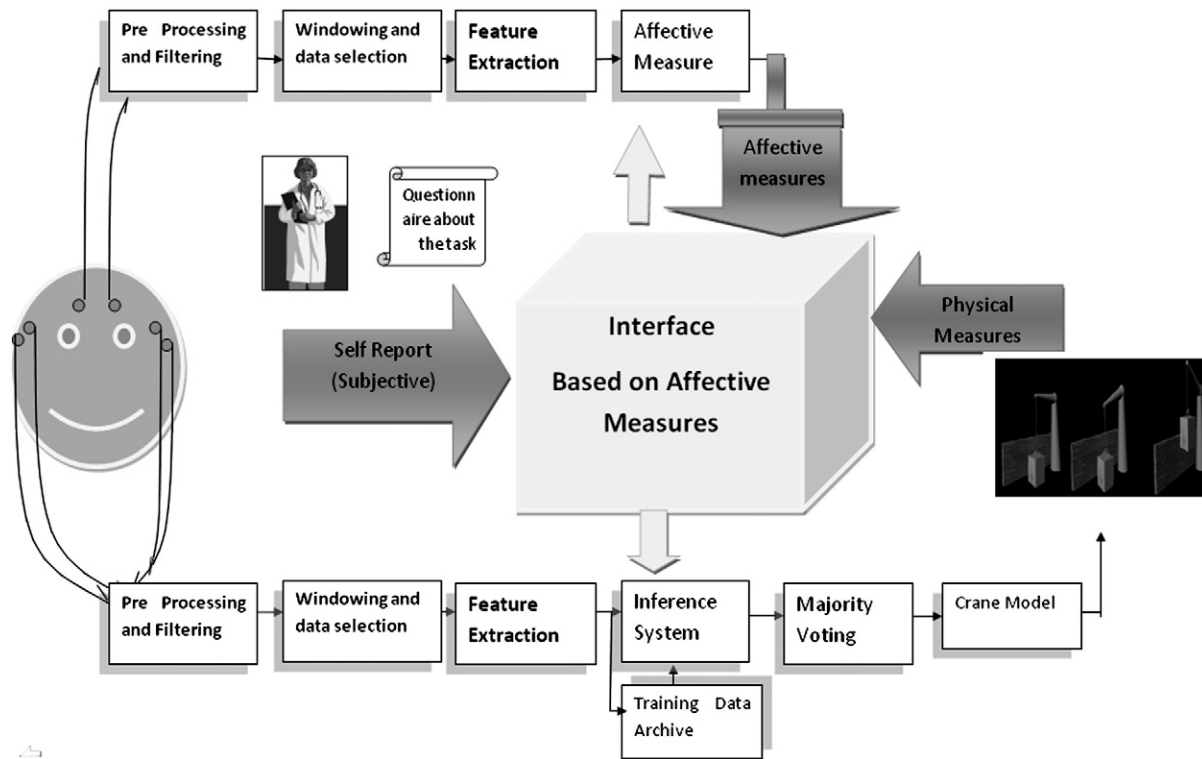 Pre Processing
and Filtering
Windowing and
data selection
Feature
Extraction
Affective
Measure
Affective
measures
Questionn
aire about
the task
Self Report
(Subjective)
Interface
Based on Affective
Measures
Physical
Measures
Pre Processing
and Filtering
Windowing and
data selection
Feature
Extraction
Inference
System
Majority
Voting
Crane Model
Training Data
Archive